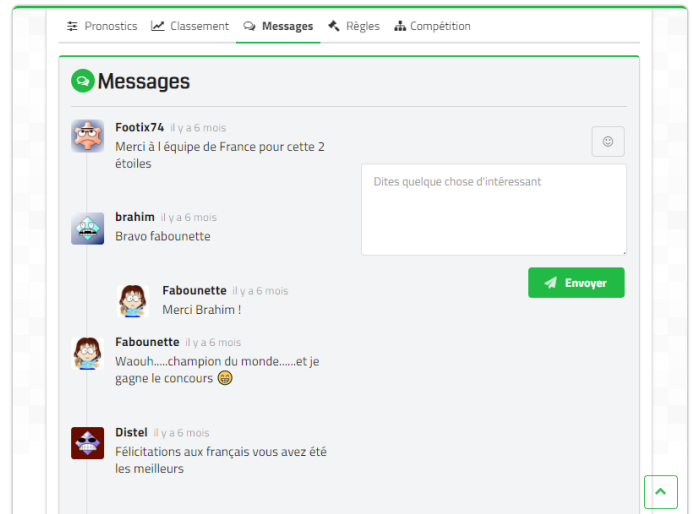 Pronostics Classement Messages Règles Compétition
Messages
Footix74 il y a 6 mois
Merci à l équipe de France pour cette 2
étoiles
Dites quelque chose d'intéressant
brahim il y a 6 mois
Bravo fabounette
Envoyer
Fabounette il y a 6 mois
Merci Brahim !
Fabounette il y a 6 mois
Waouh.....champion du monde......et je
gagne le concours 😁
Distel il y a 6 mois
Félicitations aux français vous avez été
les meilleurs